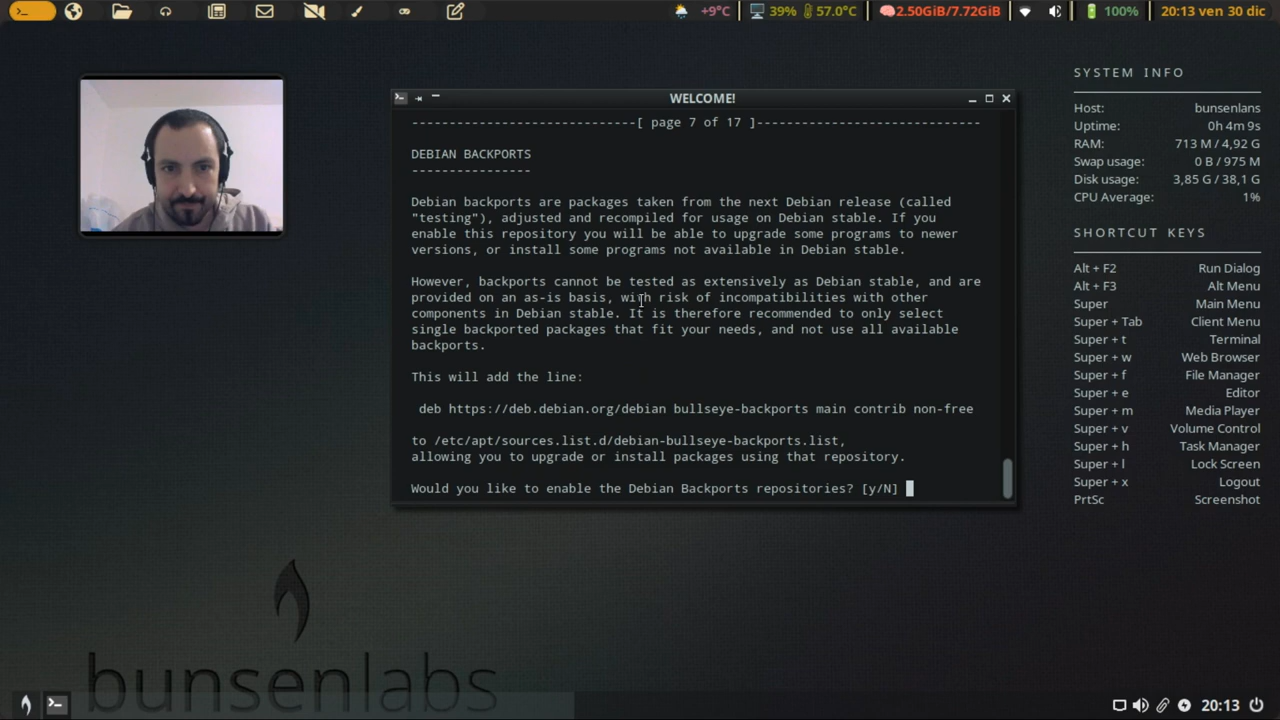 +9°C 39% 57.0°C 2.50GiB/7.72GiB 100% 20:13 ven 30 dic
WELCOME!
------------------------------[ page 7 of 17 ]------------------------------
DEBIAN BACKPORTS
----------------
Debian backports are packages taken from the next Debian release (called
"testing"), adjusted and recompiled for usage on Debian stable. If you
enable this repository you will be able to upgrade some programs to newer
versions, or install some programs not available in Debian stable.
However, backports cannot be tested as extensively as Debian stable, and are
provided on an as-is basis, with risk of incompatibilities with other
components in Debian stable. It is therefore recommended to only select
single backported packages that fit your needs, and not use all available
backports.
This will add the line:
deb https://deb.debian.org/debian bullseye-backports main contrib non-free
to /etc/apt/sources.list.d/debian-bullseye-backports.list,
allowing you to upgrade or install packages using that repository.
Would you like to enable the Debian Backports repositories? [y/N]
SYSTEM INFO
Host: bunsenlans
Uptime: 0h 4m 9s
RAM: 713 M / 4,92 G
Swap usage: 0 B / 975 M
Disk usage: 3,85 G / 38,1 G
CPU Average: 1%
SHORTCUT KEYS
Alt + F2 Run Dialog
Alt + F3 Alt Menu
Super Main Menu
Super + Tab Client Menu
Super + t Terminal
Super + w Web Browser
Super + f File Manager
Super + e Editor
Super + m Media Player
Super + v Volume Control
Super + h Task Manager
Super + l Lock Screen
Super + x Logout
PrtSc Screenshot
bunsenlabs
20:13